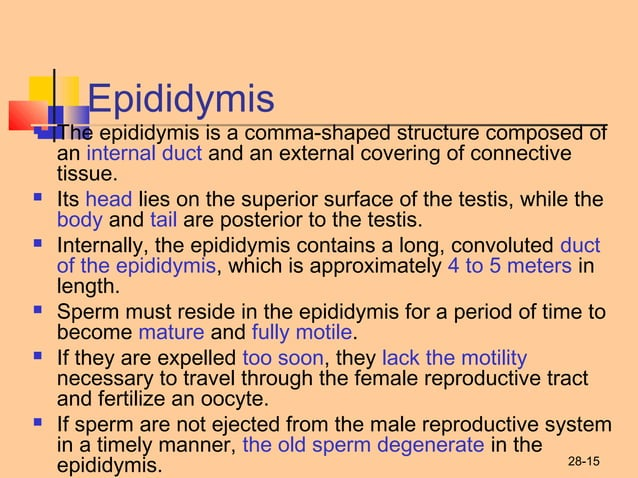 Epididymis
The epididymis is a comma-shaped structure composed of
an internal duct and an external covering of connective
tissue.
Its head lies on the superior surface of the testis, while the
body and tail are posterior to the testis.
Internally, the epididymis contains a long, convoluted duct
of the epididymis, which is approximately 4 to 5 meters in
length.
Sperm must reside in the epididymis for a period of time to
become mature and fully motile.
If they are expelled too soon, they lack the motility
necessary to travel through the female reproductive tract
and fertilize an oocyte.
If sperm are not ejected from the male reproductive system
in a timely manner, the old sperm degenerate in the
epididymis.
28-15